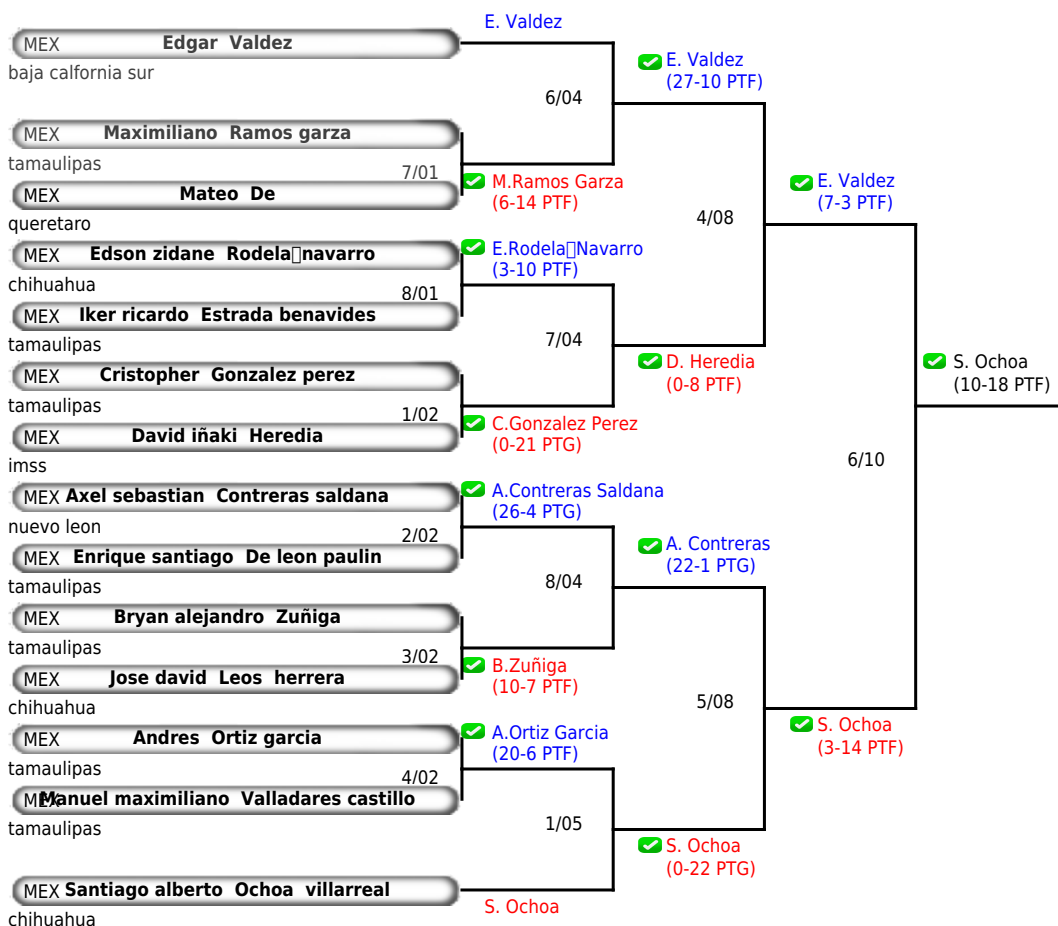 MEX Edgar Valdez
baja calfornia sur
E. Valdez
MEX Maximiliano Ramos garza
tamaulipas
7/01
MEX Mateo De
queretaro
M.Ramos Garza
(6-14 PTF)
6/04
E. Valdez
(27-10 PTF)
MEX Edson zidane Rodela navarro
chihuahua
8/01
MEX Iker ricardo Estrada benavides
tamaulipas
E.Rodela Navarro
(3-10 PTF)
MEX Cristopher Gonzalez perez
tamaulipas
1/02
MEX David iñaki Heredia
imss
C.Gonzalez Perez
(0-21 PTG)
7/04
D. Heredia
(0-8 PTF)
4/08
E. Valdez
(7-3 PTF)
MEX Axel sebastian Contreras saldana
nuevo leon
2/02
MEX Enrique santiago De leon paulin
tamaulipas
A.Contreras Saldana
(26-4 PTG)
MEX Bryan alejandro Zuñiga
tamaulipas
3/02
MEX Jose david Leos herrera
chihuahua
B.Zuñiga
(10-7 PTF)
8/04
A. Contreras
(22-1 PTG)
MEX Andres Ortiz garcia
tamaulipas
4/02
MEX Manuel maximiliano Valladares castillo
tamaulipas
A.Ortiz Garcia
(20-6 PTF)
MEX Santiago alberto Ochoa villarreal
chihuahua
S. Ochoa
1/05
S. Ochoa
(0-22 PTG)
5/08
S. Ochoa
(3-14 PTF)
6/10
S. Ochoa
(10-18 PTF)